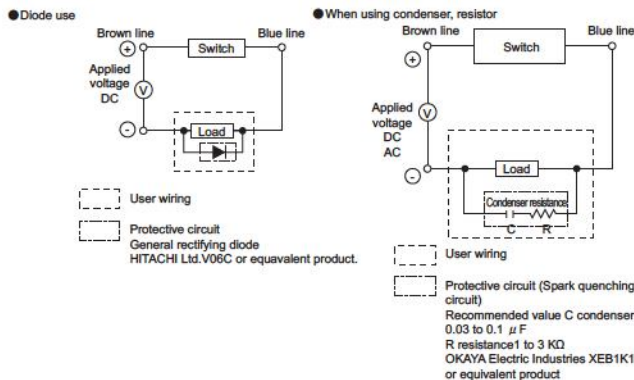 ●Diode use
Brown line
Blue line
+
Switch
Applied
voltage
DC
V
-
Load
User wiring
Protective circuit
General rectifying diode
HITACHI Ltd.V06C or equavalent product.
●When using condenser, resistor
Brown line
Blue line
+
Switch
Applied
voltage
DC
AC
V
-
Load
Condenser resistance
C R
User wiring
Protective circuit (Spark quenching
circuit)
Recommended value C condenser
0.03 to 0.1 μF
R resistance1 to 3 KΩ
OKAYA Electric Industries XEB1K1
or equivalent product